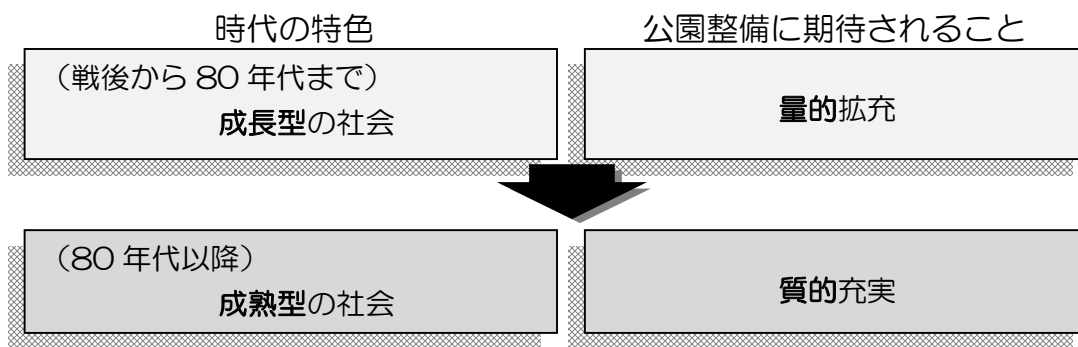 時代の特色
公園整備に期待されること
（戦後から 80 年代まで）
成長型の社会
量的拡充
（80 年代以降）
成熟型の社会
質的充実